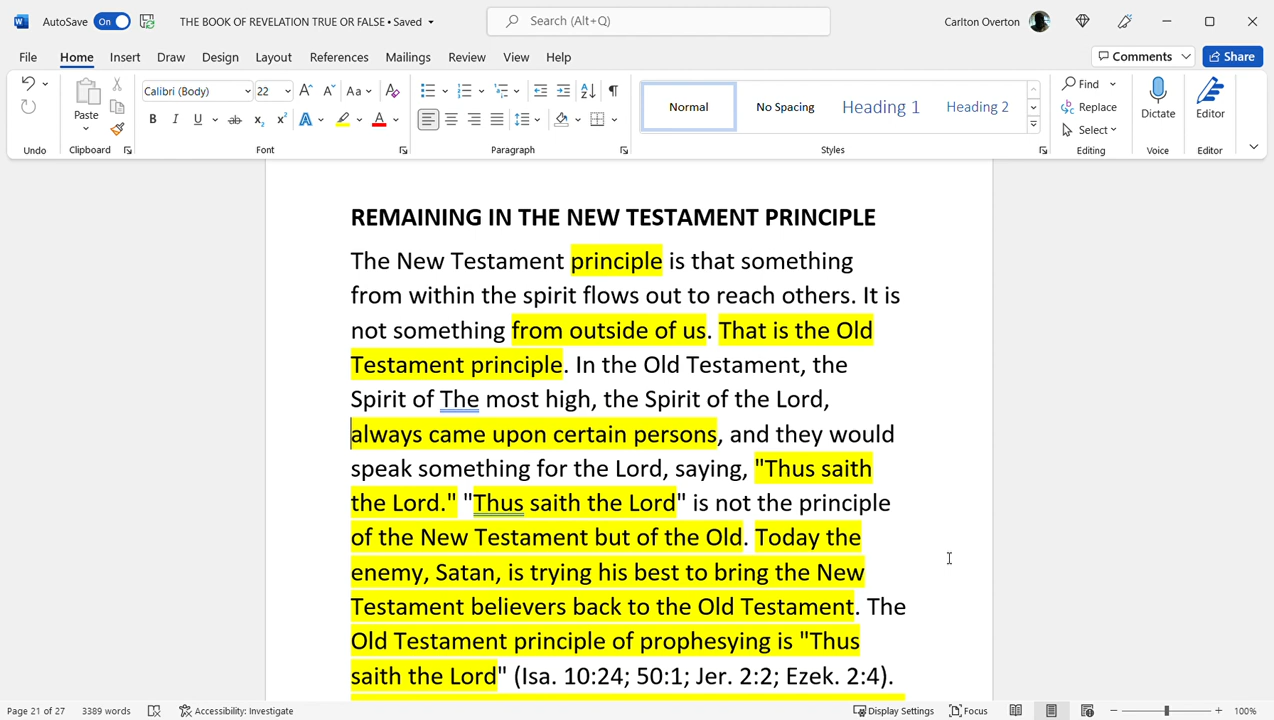 AutoSave On THE BOOK OF REVELATION TRUE OR FALSE • Saved Search (Alt+Q) Carlton Overton
File Home Insert Draw Design Layout References Mailings Review View Help Comments Share
Paste Calibri (Body) 22 Normal No Spacing Heading 1 Heading 2 Find Replace Select Dictate Editor
Undo Clipboard Font Paragraph Styles Editing Voice Editor
REMAINING IN THE NEW TESTAMENT PRINCIPLE
The New Testament principle is that something
from within the spirit flows out to reach others. It is
not something from outside of us. That is the Old
Testament principle. In the Old Testament, the
Spirit of The most high, the Spirit of the Lord,
always came upon certain persons, and they would
speak something for the Lord, saying, "Thus saith
the Lord." "Thus saith the Lord" is not the principle
of the New Testament but of the Old. Today the
enemy, Satan, is trying his best to bring the New
Testament believers back to the Old Testament. The
Old Testament principle of prophesying is "Thus
saith the Lord" (Isa. 10:24; 50:1; Jer. 2:2; Ezek. 2:4).
Page 21 of 27 3389 words Accessibility: Investigate Display Settings Focus 100%